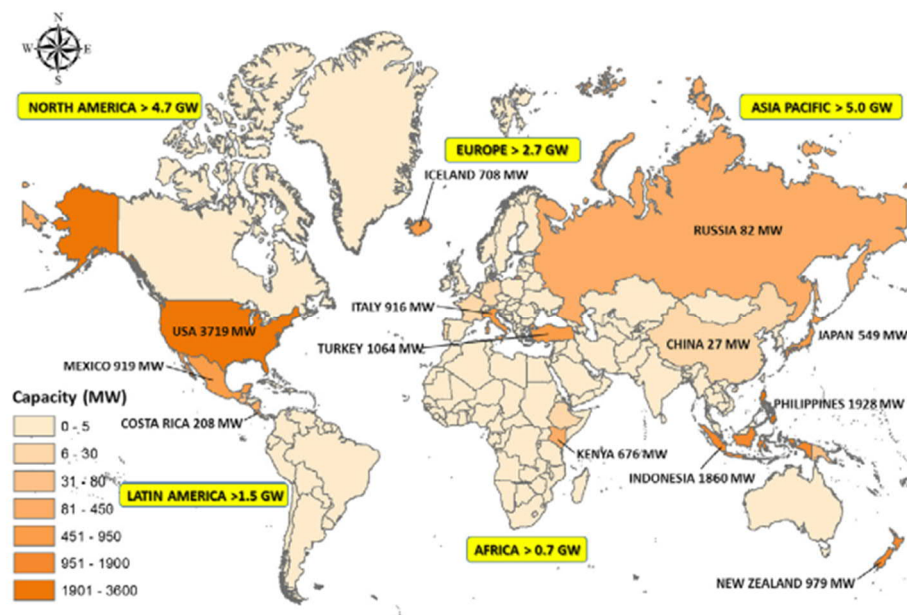 N
W E
S
NORTH AMERICA > 4.7 GW
ASIA PACIFIC > 5.0 GW
EUROPE > 2.7 GW
ICELAND 708 MW
RUSSIA 82 MW
ITALY 916 MW
USA 3719 MW
TURKEY 1064 MW
CHINA 27 MW
JAPAN 549 MW
MEXICO 919 MW
PHILIPPINES 1928 MW
COSTA RICA 208 MW
KENYA 676 MW
INDONESIA 1860 MW
LATIN AMERICA >1.5 GW
AFRICA > 0.7 GW
NEW ZEALAND 979 MW
Capacity (MW)
0 - 5
6 - 30
31 - 80
81 - 450
451 - 950
951 - 1900
1901 - 3600